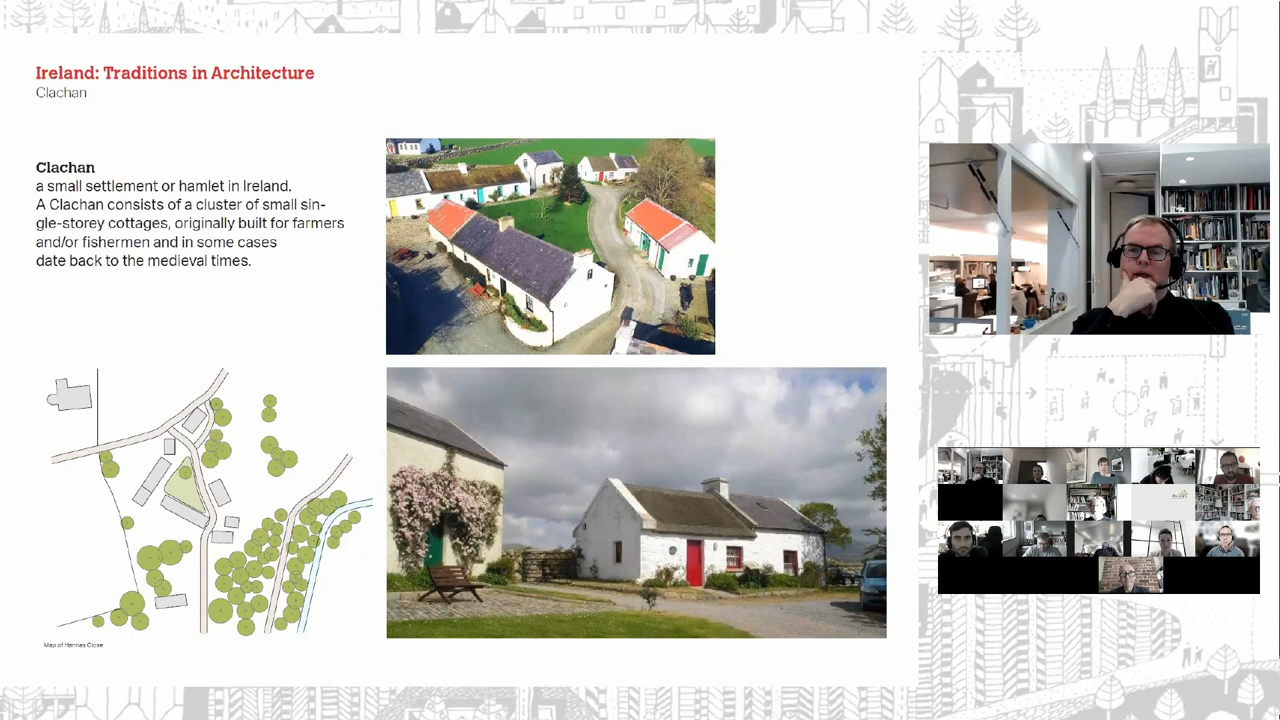 Ireland: Traditions in Architecture
Clachan
Clachan
a small settlement or hamlet in Ireland.
A Clachan consists of a cluster of small sin-
gle-storey cottages, originally built for farmers
and/or fishermen and in some cases
date back to the medieval times.
Map of Hannas Close